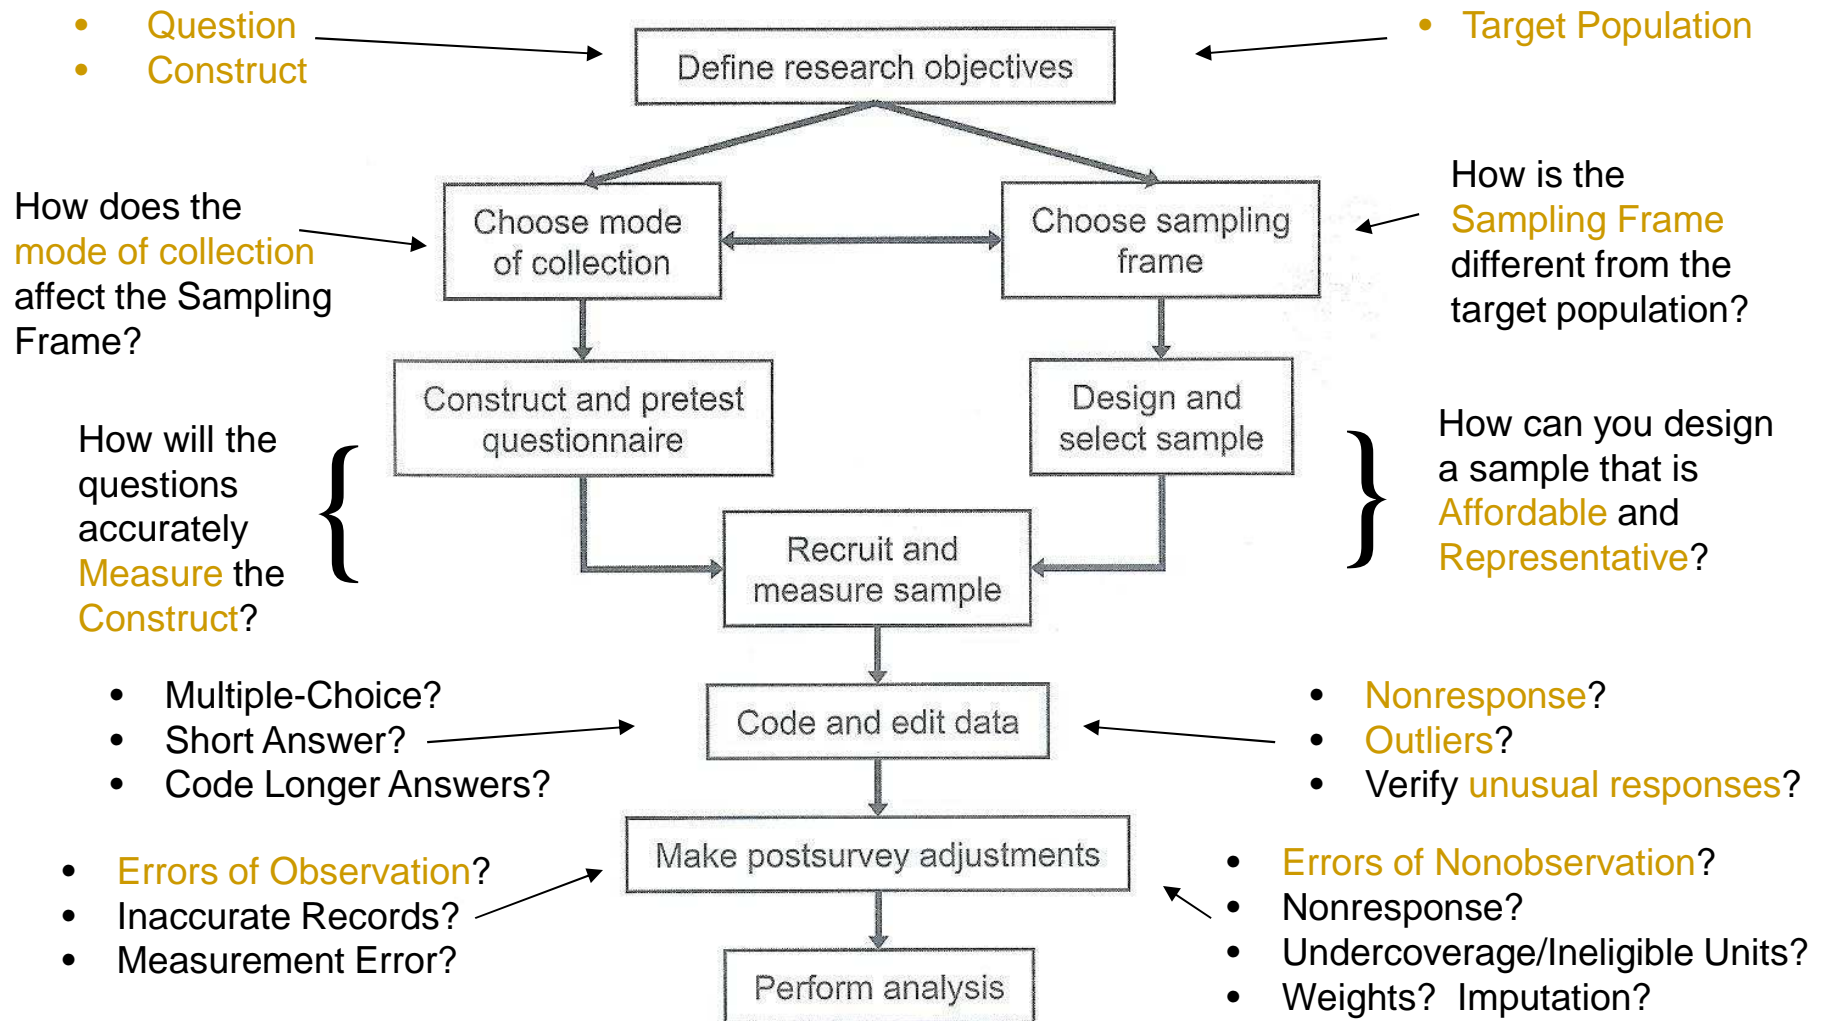 • Question
• Construct
• Target Population
Define research objectives
How does the
mode of collection
affect the Sampling
Frame?
Choose mode
of collection
Choose sampling
frame
How is the
Sampling Frame
different from the
target population?
How will the
questions
accurately
Measure the
Construct?
{
Construct and pretest
questionnaire
Design and
select sample
}
How can you design
a sample that is
Affordable and
Representative?
Recruit and
measure sample
• Multiple-Choice?
• Short Answer?
• Code Longer Answers?
Code and edit data
• Nonresponse?
• Outliers?
• Verify unusual responses?
• Errors of Observation?
• Inaccurate Records?
• Measurement Error?
Make postsurvey adjustments
• Errors of Nonobservation?
• Nonresponse?
• Undercoverage/Ineligible Units?
• Weights? Imputation?
Perform analysis